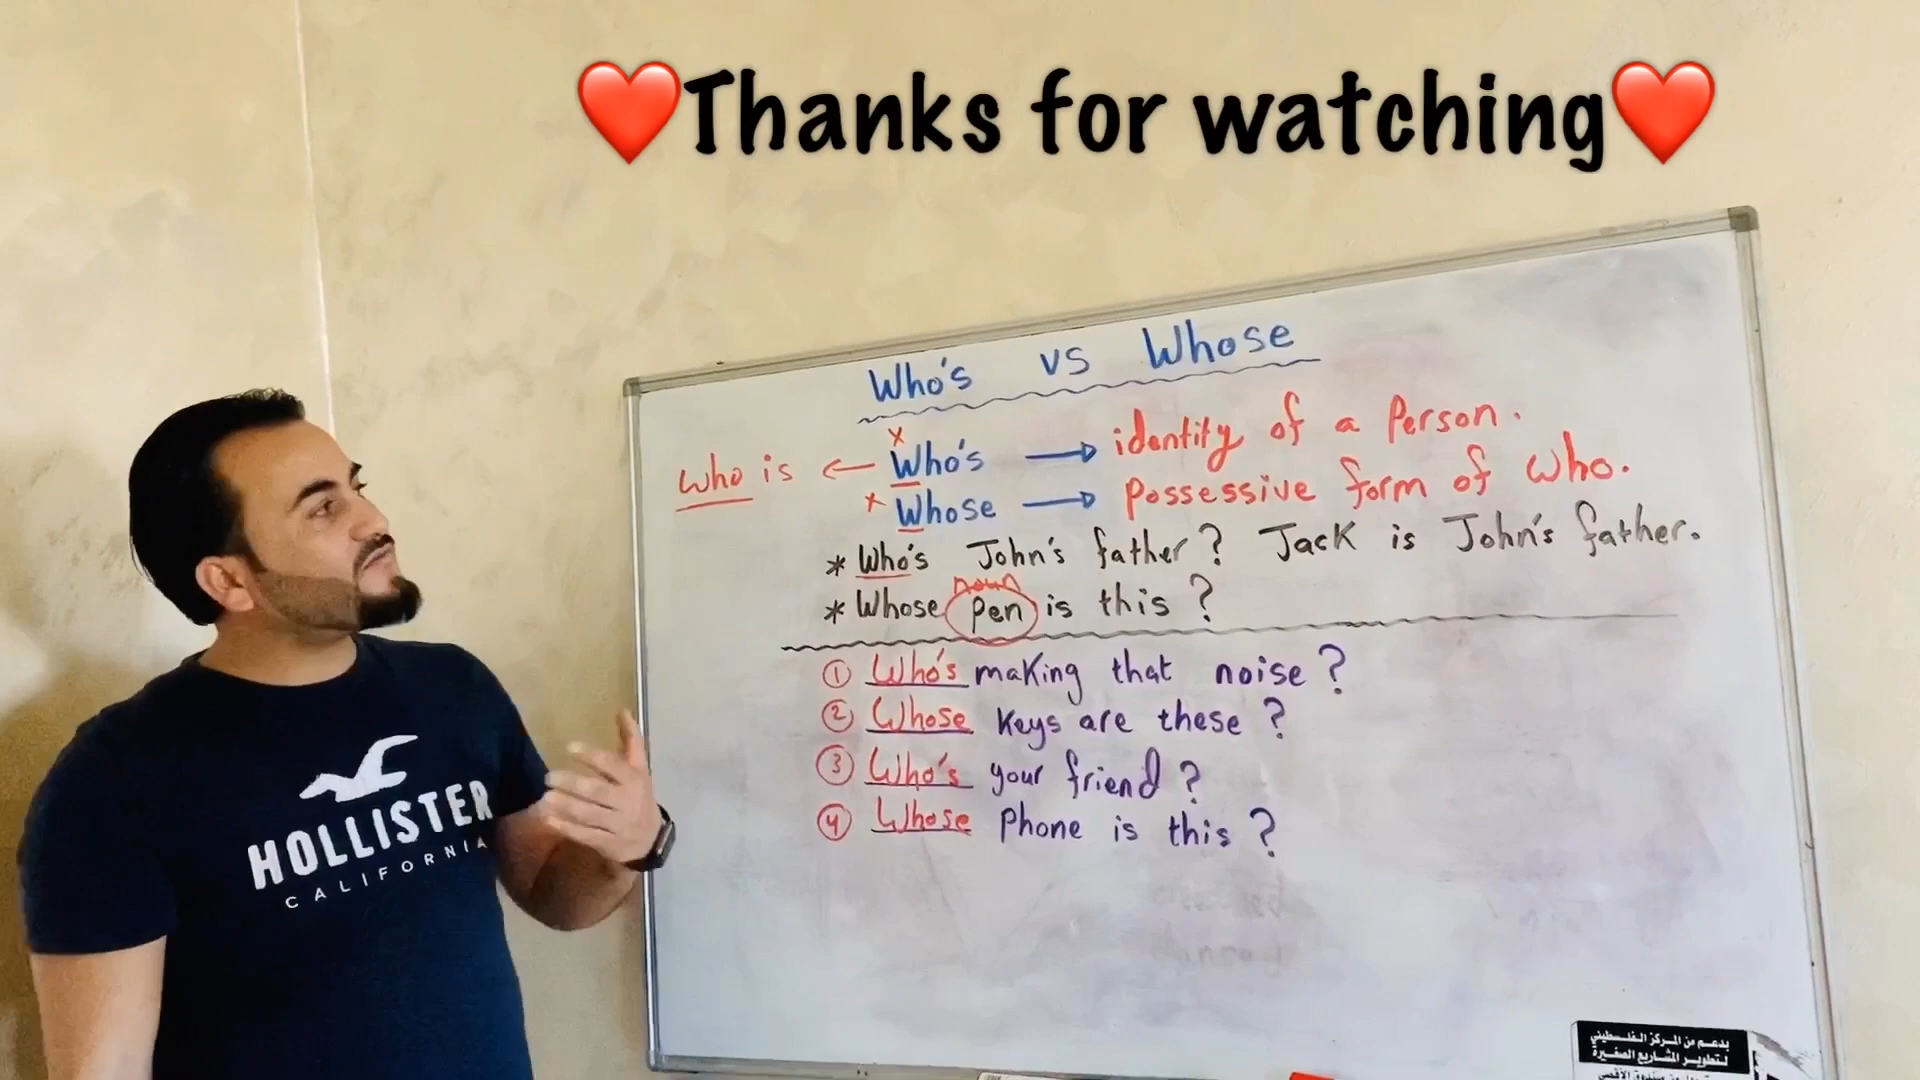 ❤️Thanks for watching❤️
Who's vs Whose
who is ← Who's → identity of a Person.
x
x Whose → possessive form of who.
* Who's John's father? Jack is John's father.
noun
* Whose pen is this?
① Who's making that noise?
② Whose Keys are these?
③ Who's your friend?
④ Whose Phone is this?
HOLLISTER
CALIFORNIA
بدعم من المركز الفلسطيني
لتطوير المشاريع الصغيرة